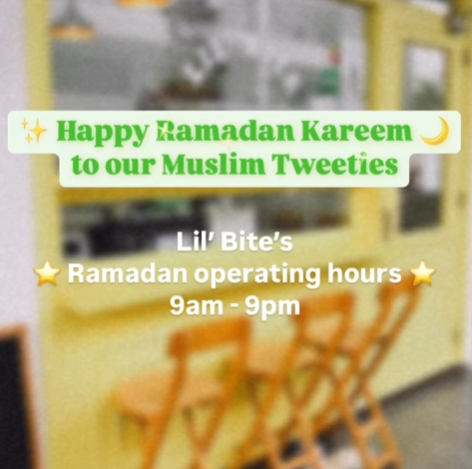 ✨ Happy Ramadan Kareem 🌙
to our Muslim Tweeties
Lil' Bite's
⭐ Ramadan operating hours ⭐
9am - 9pm